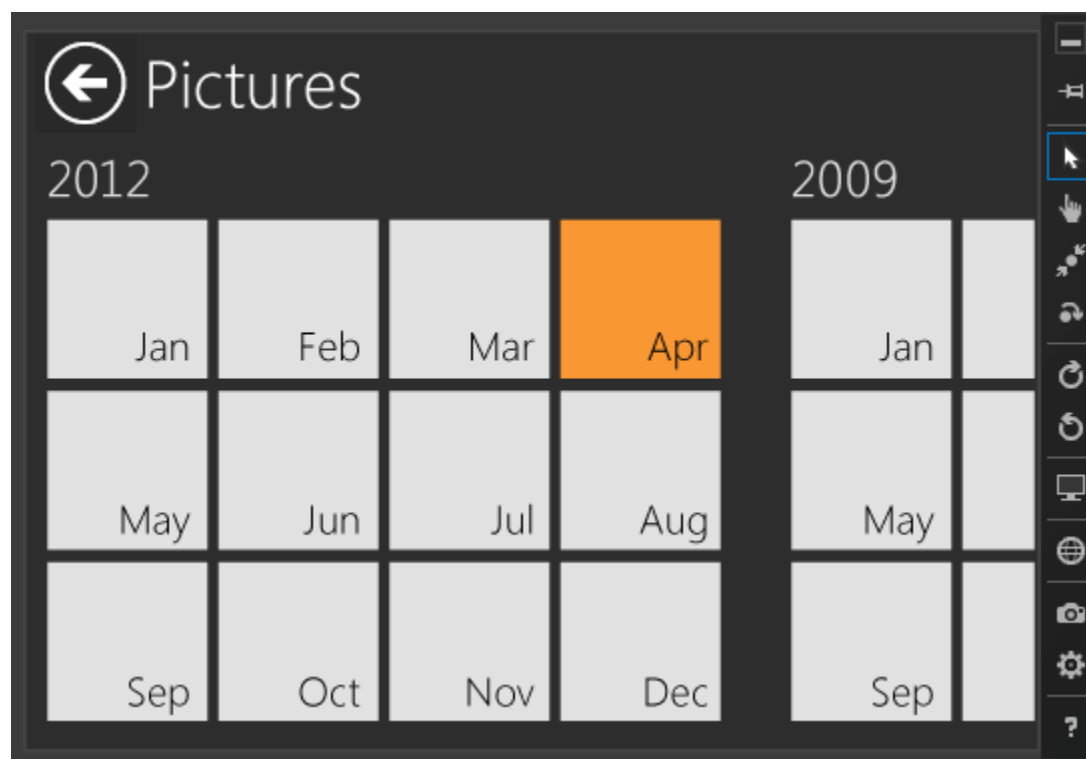 Pictures
2012
2009
Jan Feb Mar Apr
Jan
May Jun Jul Aug
May
Sep Oct Nov Dec
Sep
?